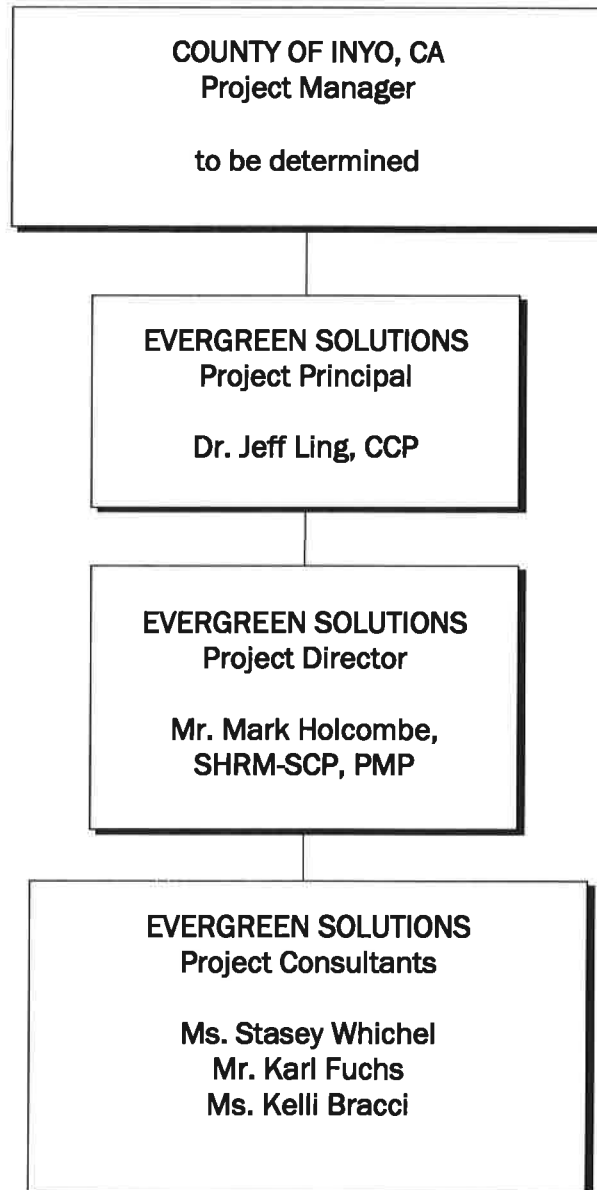 COUNTY OF INYO, CA
Project Manager
to be determined
EVERGREEN SOLUTIONS
Project Principal
Dr. Jeff Ling, CCP
EVERGREEN SOLUTIONS
Project Director
Mr. Mark Holcombe,
SHRM-SCP, PMP
EVERGREEN SOLUTIONS
Project Consultants
Ms. Stasey Whichel
Mr. Karl Fuchs
Ms. Kelli Bracci